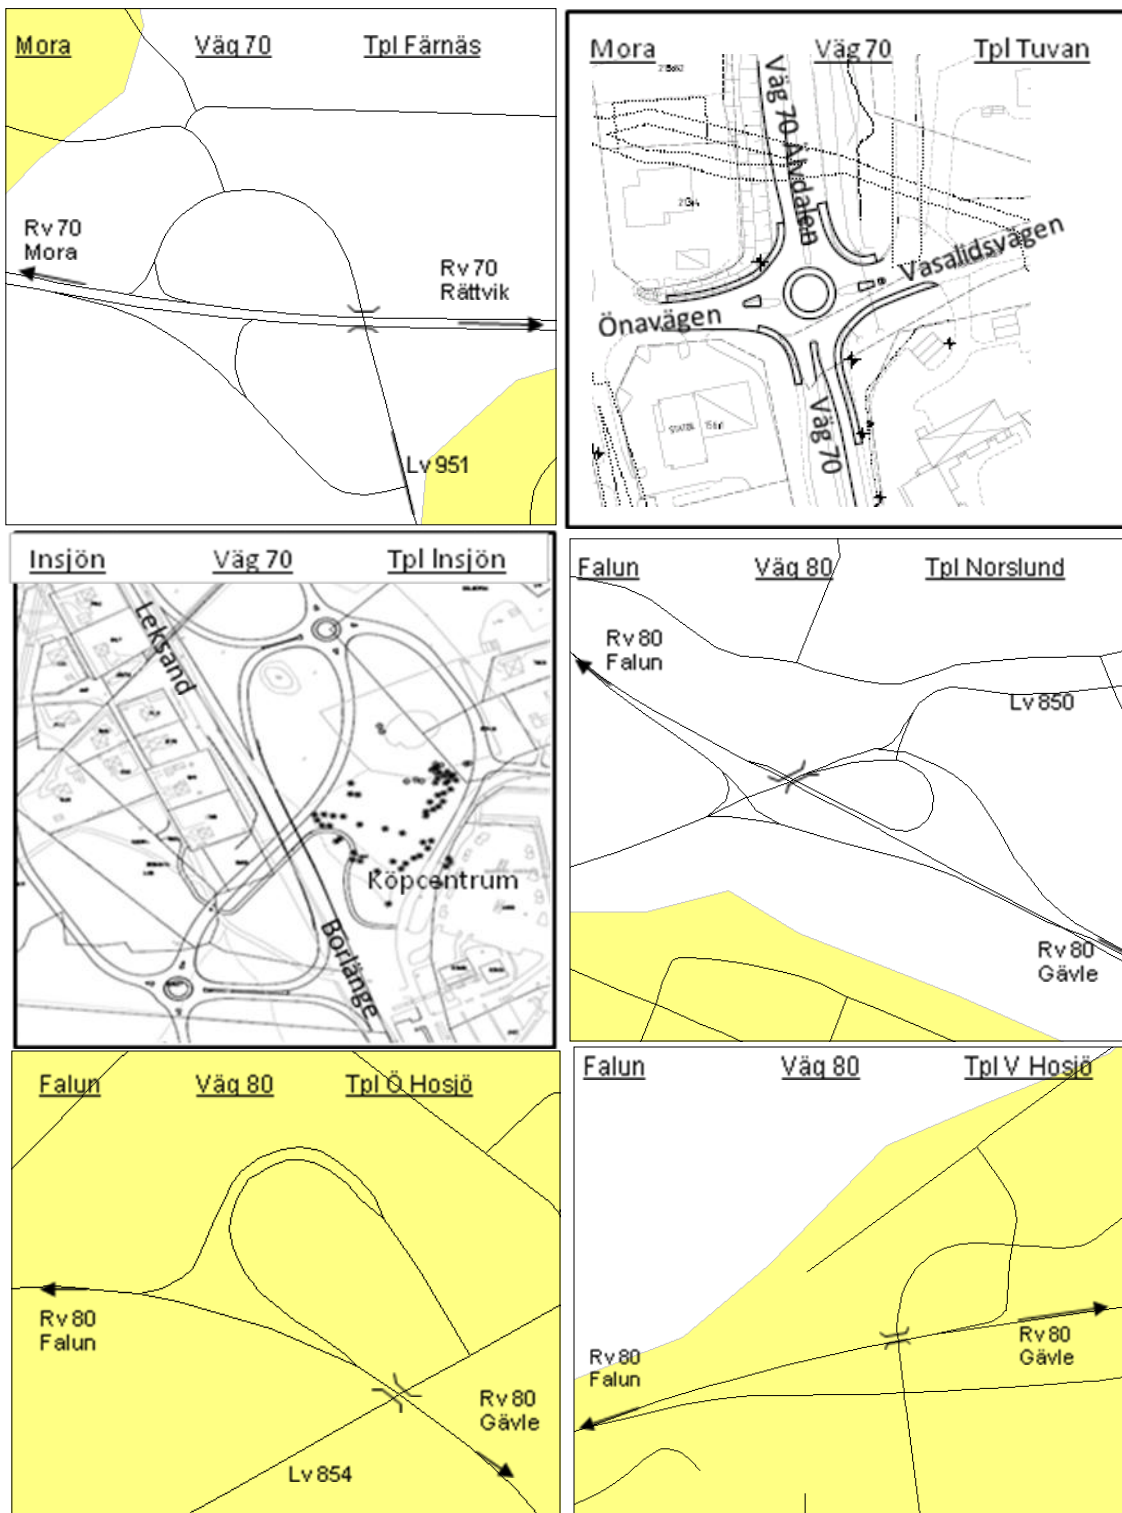 Mora Väg 70 Tpl Färnäs
Rv 70
Mora
Rv 70
Rättvik
Lv 951
Mora Väg 70 Tpl Tuvan
Väg 70 Älvdalen
Vasalidsvägen
Önavägen
Väg 70
Insjön Väg 70 Tpl Insjön
Leksand
Köpcentrum
Borlänge
Falun Väg 80 Tpl Norslund
Rv 80
Falun
Lv 850
Rv 80
Gävle
Falun Väg 80 Tpl Ö Hosjö
Rv 80
Falun
Rv 80
Gävle
Lv 854
Falun Väg 80 Tpl V Hosjö
Rv 80
Gävle
Rv 80
Falun